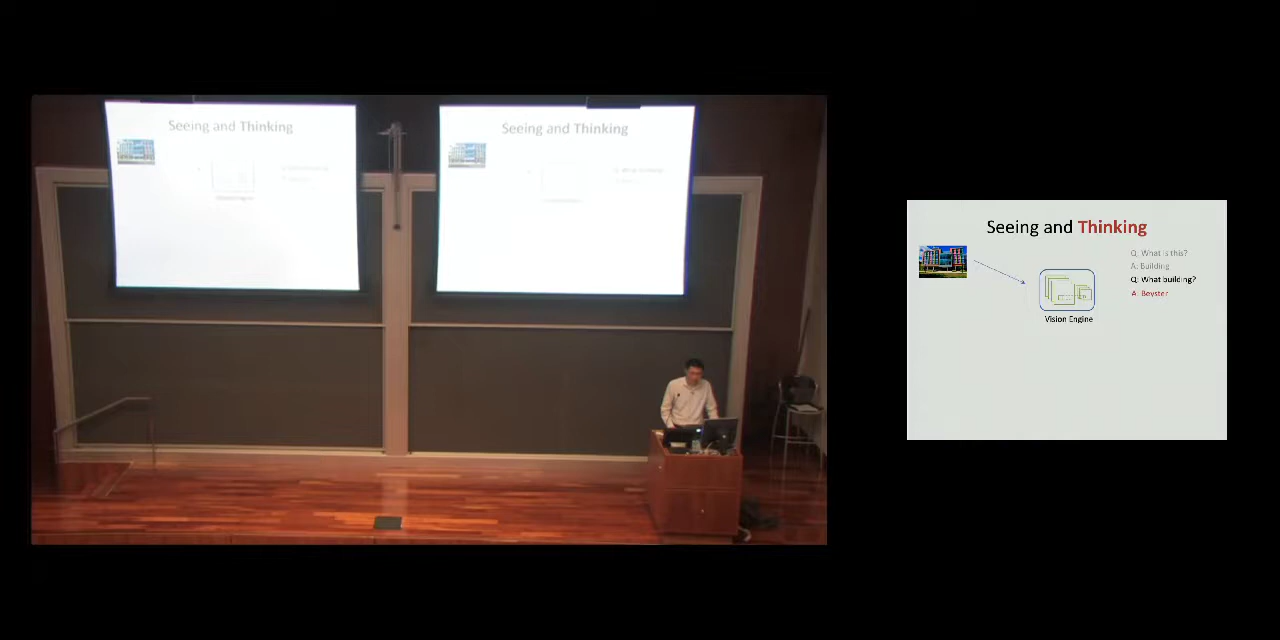 Seeing and Thinking
Seeing and Thinking
Seeing and Thinking
Q: What is this?
A: Building
Q: What building?
A: Beyster
Vision Engine